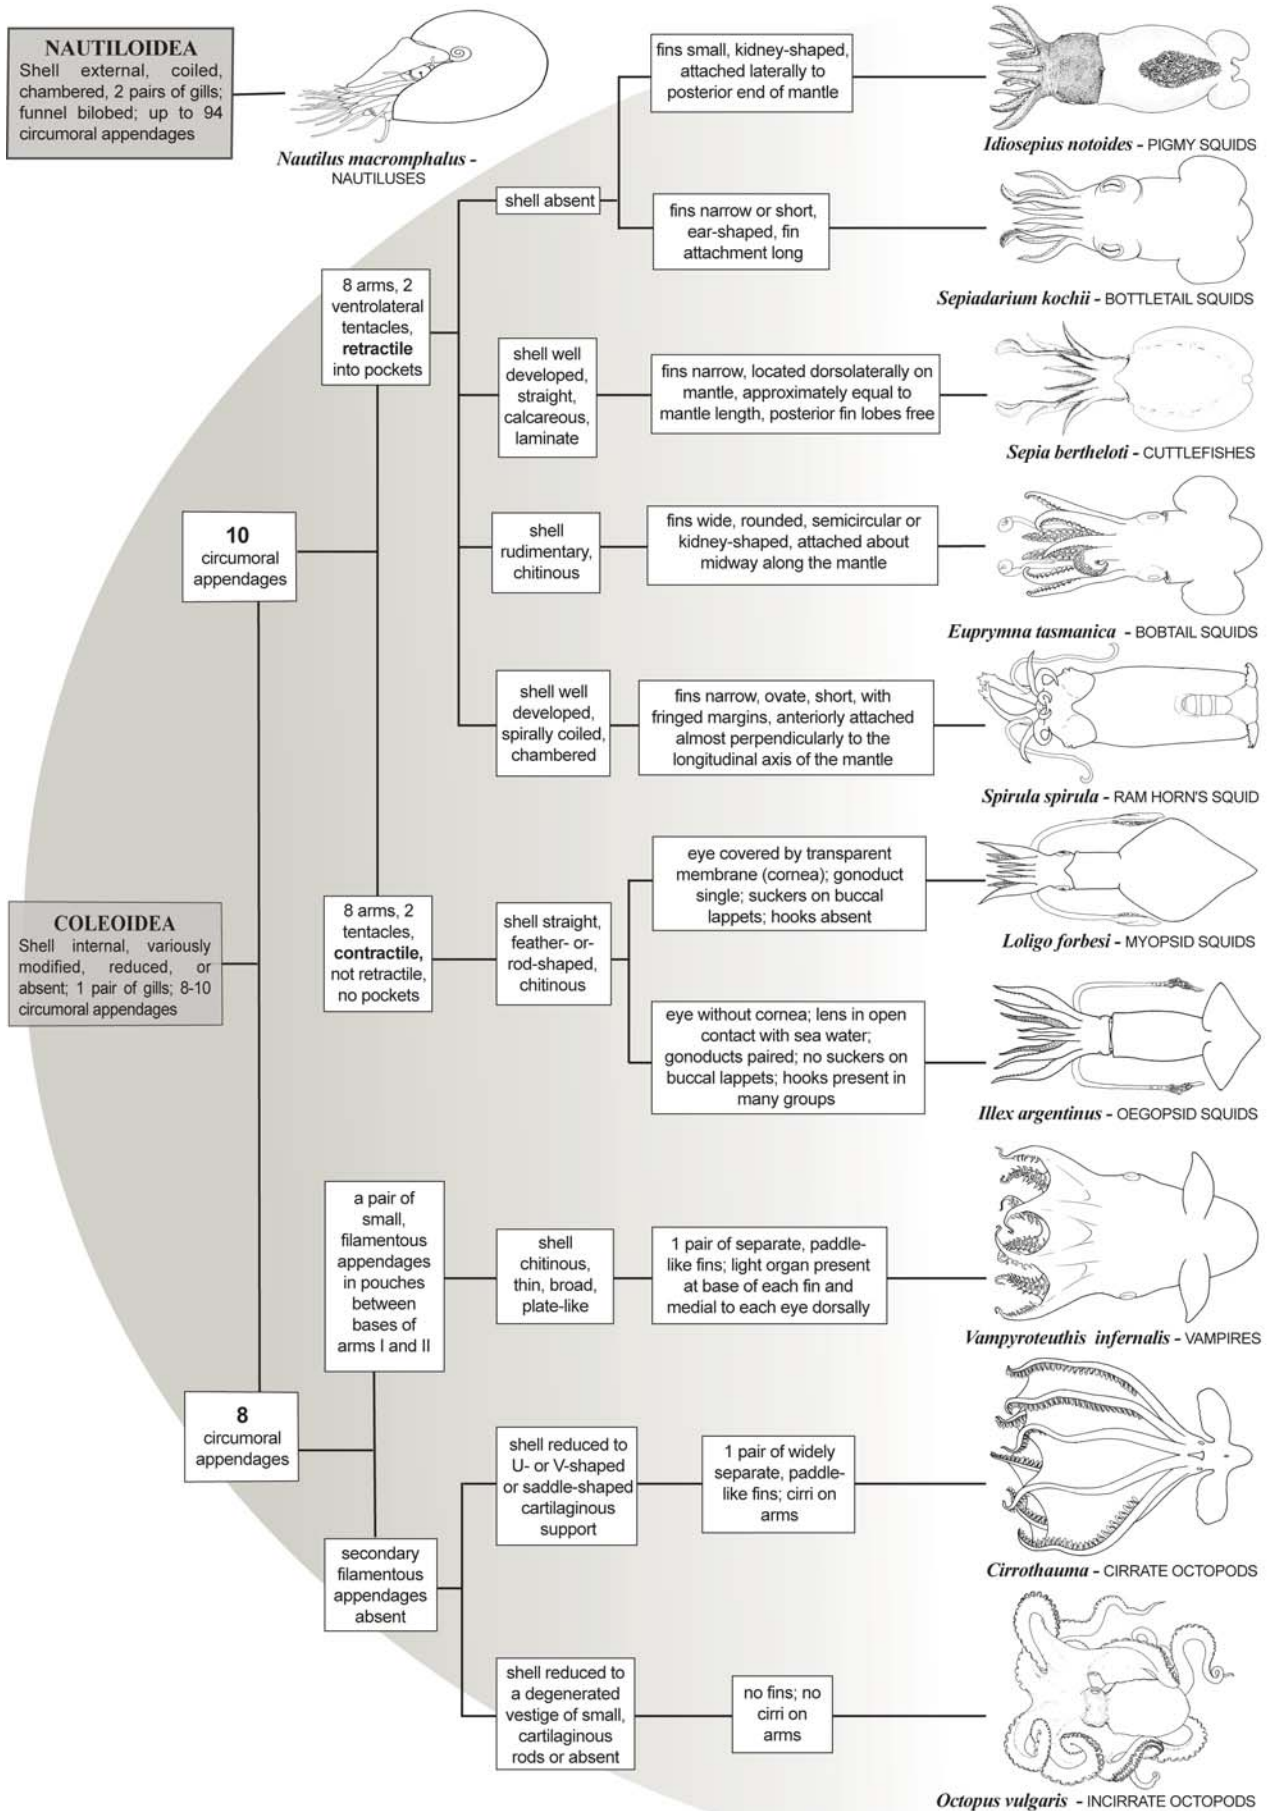 NAUTILOIDEA
Shell external, coiled,
chambered, 2 pairs of gills;
funnel bilobed; up to 94
circumoral appendages
Nautilus macromphalus -
NAUTILUSES
fins small, kidney-shaped,
attached laterally to
posterior end of mantle
Idiosepius notoides - PIGMY SQUIDS
shell absent
fins narrow or short,
ear-shaped, fin
attachment long
Sepiadarium kochii - BOTTLETAIL SQUIDS
8 arms, 2
ventrolateral
tentacles,
retractile
into pockets
shell well
developed,
straight,
calcareous,
laminate
fins narrow, located dorsolaterally on
mantle, approximately equal to
mantle length, posterior fin lobes free
Sepia bertheloti - CUTTLEFISHES
10
circumoral
appendages
shell
rudimentary,
chitinous
fins wide, rounded, semicircular or
kidney-shaped, attached about
midway along the mantle
Euprymna tasmanica - BOBTAIL SQUIDS
shell well
developed,
spirally coiled,
chambered
fins narrow, ovate, short, with
fringed margins, anteriorly attached
almost perpendicularly to the
longitudinal axis of the mantle
Spirula spirula - RAM HORN'S SQUID
COLEOIDEA
Shell internal, variously
modified, reduced, or
absent; 1 pair of gills; 8-10
circumoral appendages
8 arms, 2
tentacles,
contractile,
not retractile,
no pockets
shell straight,
feather- or-
rod-shaped,
chitinous
eye covered by transparent
membrane (cornea); gonoduct
single; suckers on buccal
lappets; hooks absent
Loligo forbesi - MYOPSID SQUIDS
eye without cornea; lens in open
contact with sea water;
gonoducts paired; no suckers on
buccal lappets; hooks present in
many groups
Illex argentinus - OEGOPSID SQUIDS
a pair of
small,
filamentous
appendages
in pouches
between
bases of
arms I and II
shell
chitinous,
thin, broad,
plate-like
1 pair of separate, paddle-
like fins; light organ present
at base of each fin and
medial to each eye dorsally
Vampyroteuthis infernalis - VAMPIRES
8
circumoral
appendages
shell reduced to
U- or V-shaped
or saddle-shaped
cartilaginous
support
1 pair of widely
separate, paddle-
like fins; cirri on
arms
Cirrothauma - CIRRATE OCTOPODS
secondary
filamentous
appendages
absent
shell reduced to
a degenerated
vestige of small,
cartilaginous
rods or absent
no fins; no
cirri on
arms
Octopus vulgaris - INCIRRATE OCTOPODS